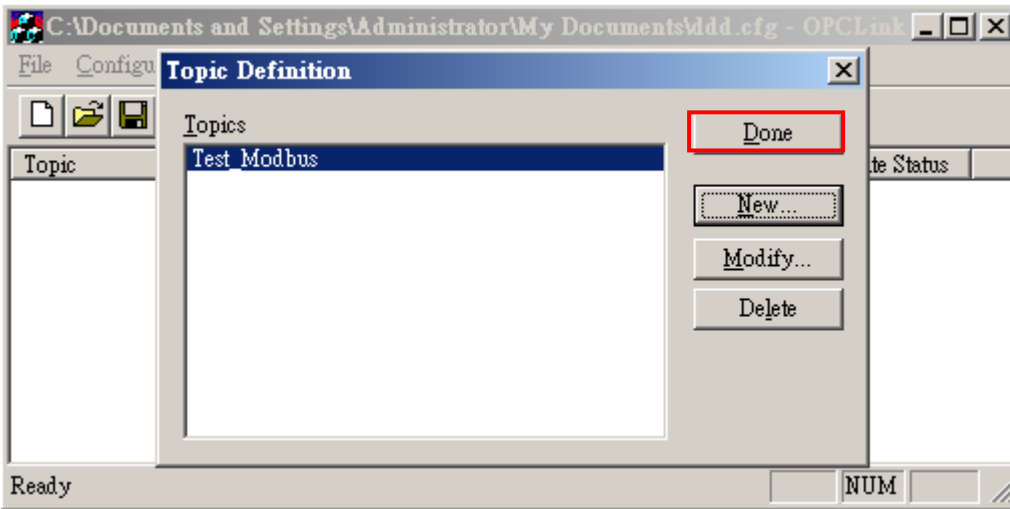 C:\Documents and Settings\Administrator\My Documents\ddd.cfg - OPCLink
File Configu
Topic Definition
Topics
Test_Modbus
Done
New...
Modify...
Delete
Topic
te Status
Ready
NUM